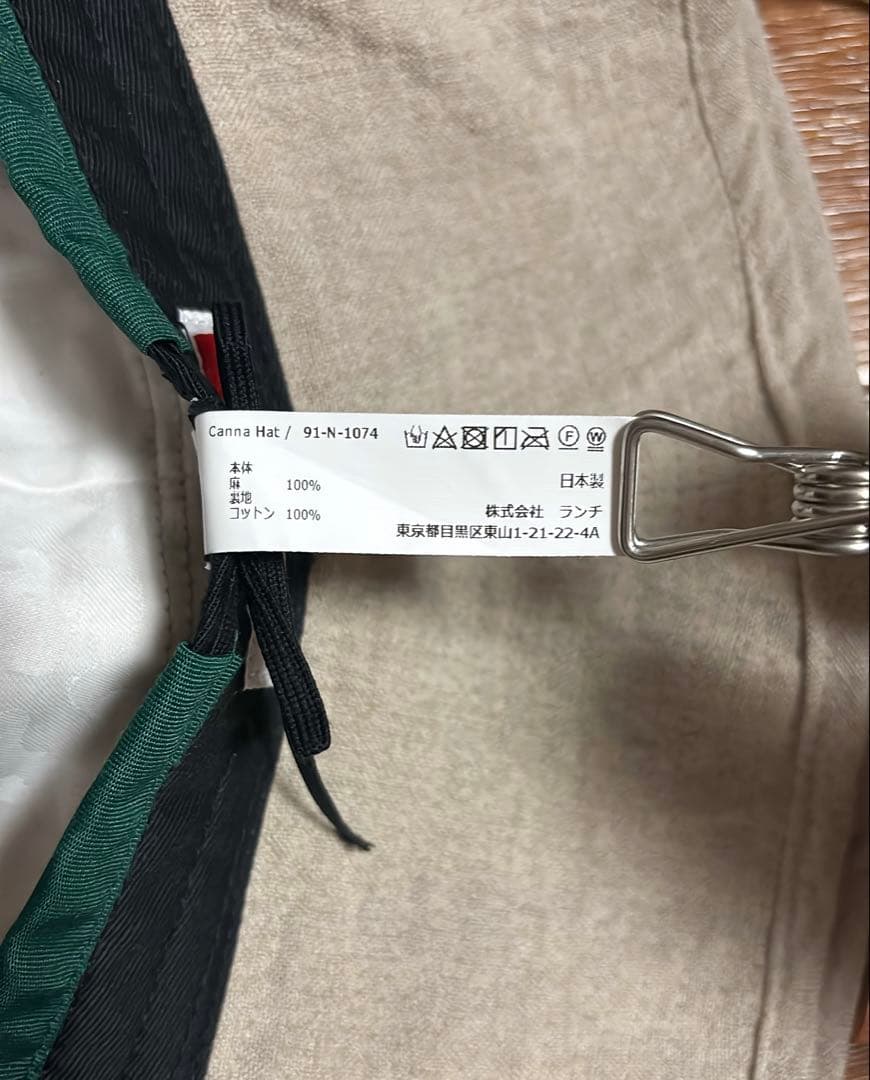 Canna Hat / 91-N-1074
F W
本体
麻 100%
裏地
コットン 100%
日本製
株式会社 ランチ
東京都目黒区東山1-21-22-4A